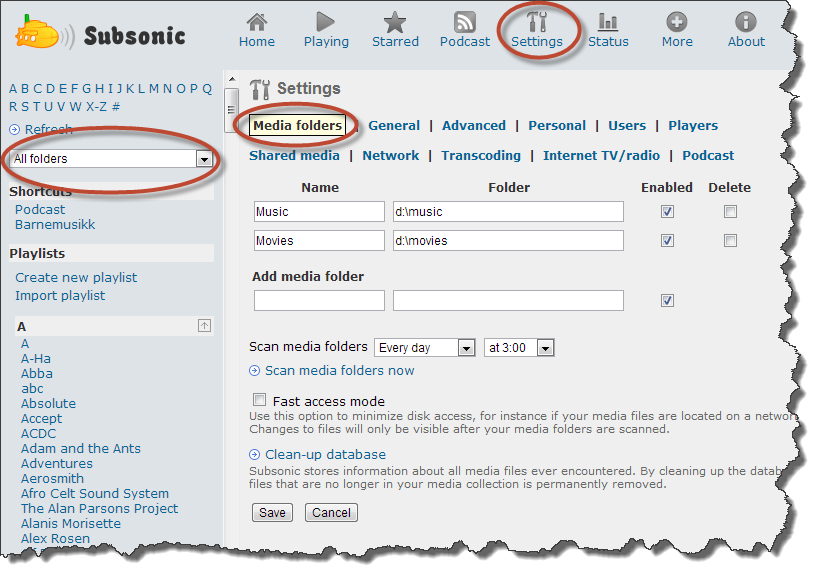 Subsonic
Home Playing Starred Podcast Settings Status More About
A B C D E F G H I J K L M N O P Q
R S T U V W X-Z #
Refresh
All folders
Shortcuts
Podcast
Barnemusikk
Playlists
Create new playlist
Import playlist
A
A
A-Ha
Abba
abc
Absolute
Accept
ACDC
Adam and the Ants
Adventures
Aerosmith
Afro Celt Sound System
The Alan Parsons Project
Alanis Morisette
Alex Rosen
Settings
Media folders | General | Advanced | Personal | Users | Players
Shared media | Network | Transcoding | Internet TV/radio | Podcast
Name Folder Enabled Delete
Music d:\music
Movies d:\movies
Add media folder
Scan media folders Every day at 3:00
Scan media folders now
Fast access mode
Use this option to minimize disk access, for instance if your media files are located on a network
Changes to files will only be visible after your media folders are scanned.
Clean-up database
Subsonic stores information about all media files ever encountered. By cleaning up the datab
files that are no longer in your media collection is permanently removed.
Save Cancel